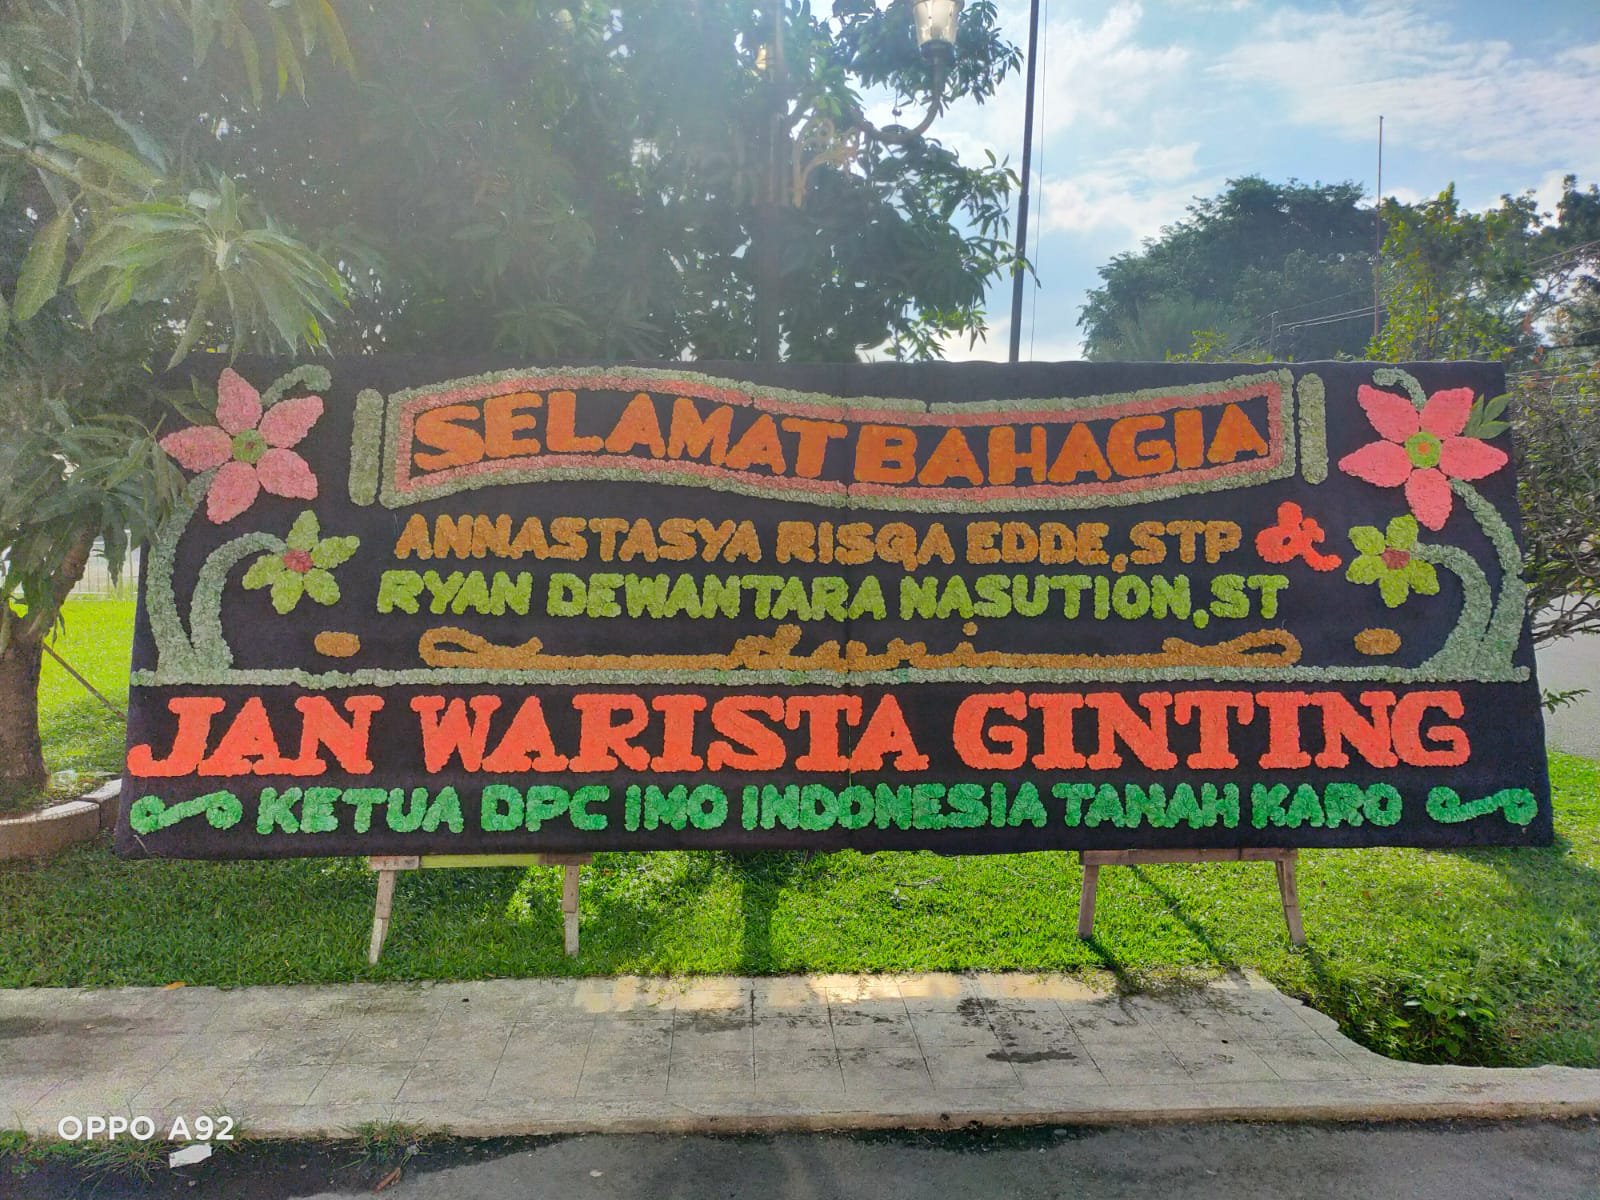 SELAMAT BAHAGIA
ANNASTASYA RISQA EDDE,STP &
RYAN DEWANTARA NASUTION,ST
dari
JAN WARISTA GINTING
KETUA DPC IMO INDONESIA TANAH KARO
OPPO A92